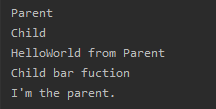 Parent
Child
HelloWorld from Parent
Child bar fuction
I'm the parent.